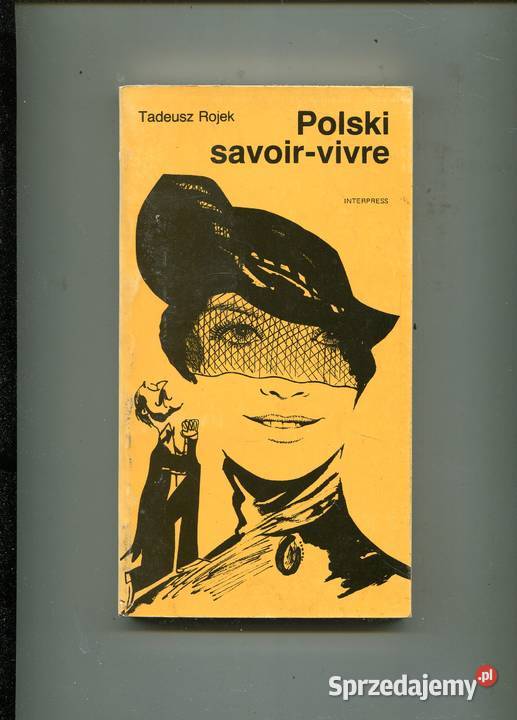 Tadeusz Rojek
Polski
savoir-vivre
INTERPRESS
Sprzedajemy.pl